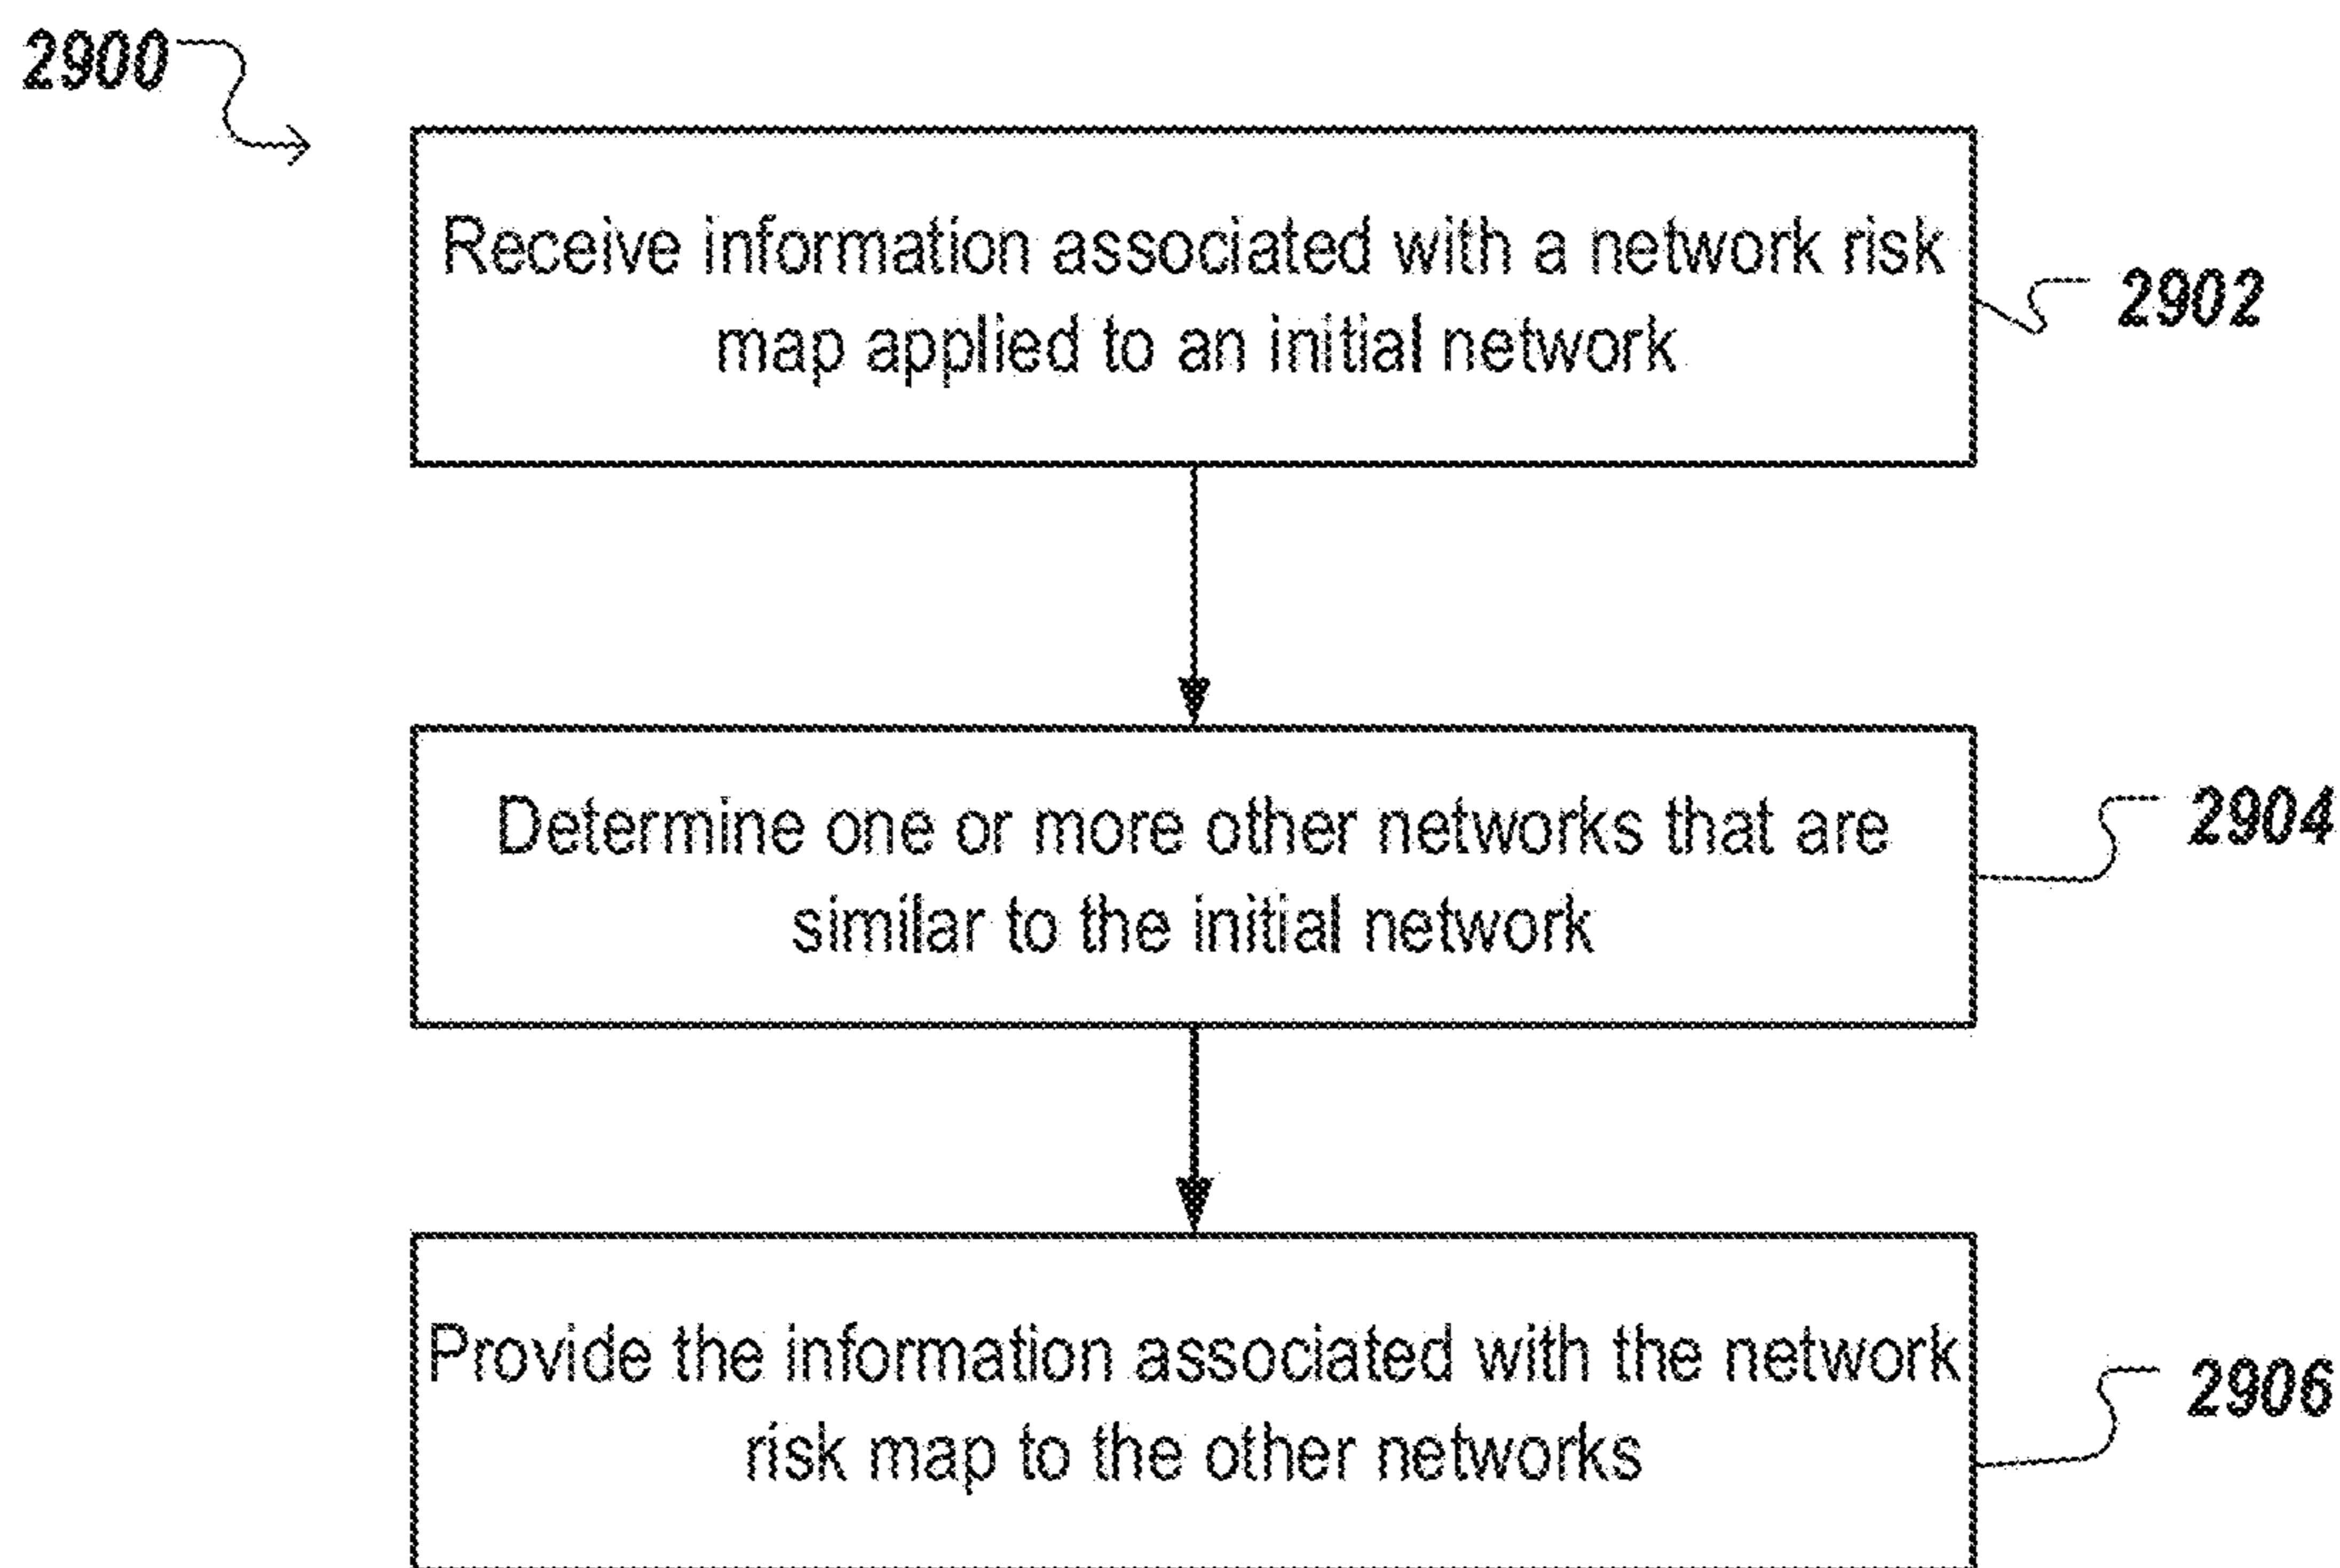 2900
Receive information associated with a network risk
map applied to an initial network
2902
Determine one or more other networks that are
similar to the initial network
2904
Provide the information associated with the network
risk map to the other networks
2906